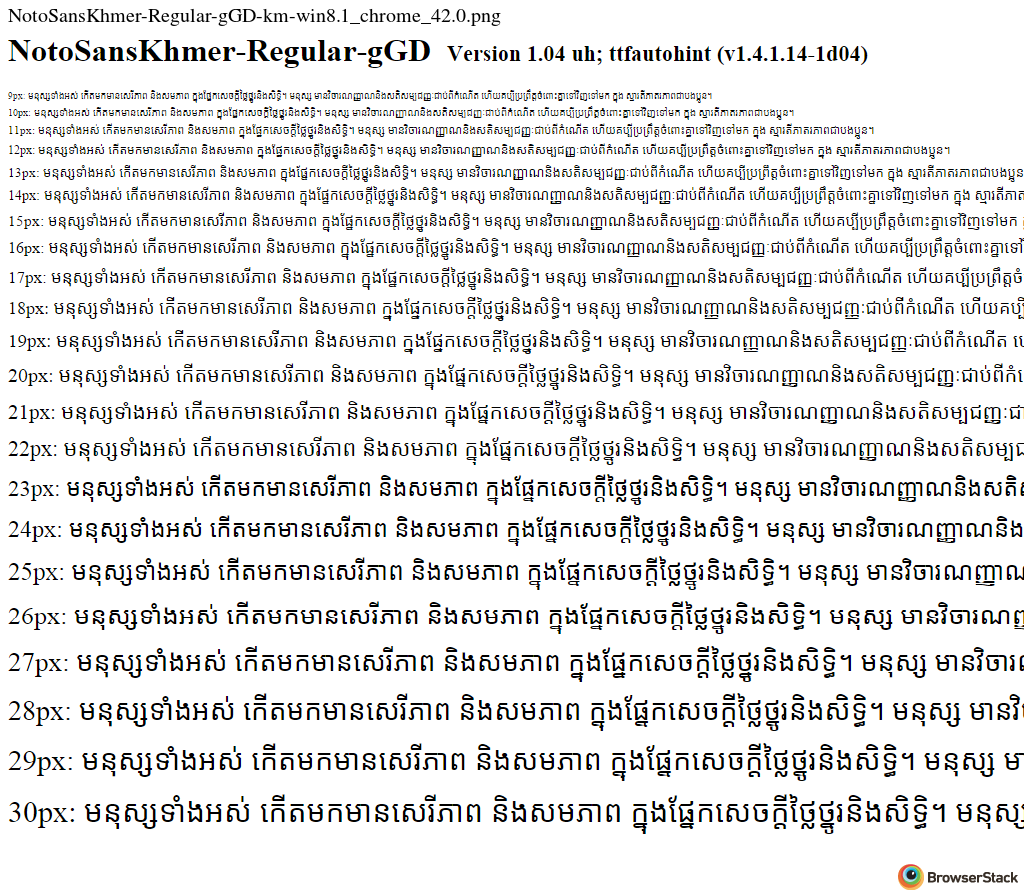 NotoSansKhmer-Regular-gGD-km-win8.1_chrome_42.0.png
NotoSansKhmer-Regular-gGD Version 1.04 uh; ttfautohint (v1.4.1.14-1d04)
9px: មនុស្សទាំងអស់ កើតមកមានសេរីភាព និងសមភាព ក្នុងផ្នែកសេចក្ដីថ្លៃថ្នូរនិងសិទ្ធិ។ មនុស្ស មានវិចារណញ្ញាណនិងសតិសម្បជញ្ញៈជាប់ពីកំណើត ហើយគប្បីប្រព្រឹត្ដចំពោះគ្នាទៅវិញទៅមក ក្នុង ស្មារតីភាតរភាពជាបងប្អូន។
10px: មនុស្សទាំងអស់ កើតមកមានសេរីភាព និងសមភាព ក្នុងផ្នែកសេចក្ដីថ្លៃថ្នូរនិងសិទ្ធិ។ មនុស្ស មានវិចារណញ្ញាណនិងសតិសម្បជញ្ញៈជាប់ពីកំណើត ហើយគប្បីប្រព្រឹត្ដចំពោះគ្នាទៅវិញទៅមក ក្នុង ស្មារតីភាតរភាពជាបងប្អូន។
11px: មនុស្សទាំងអស់ កើតមកមានសេរីភាព និងសមភាព ក្នុងផ្នែកសេចក្ដីថ្លៃថ្នូរនិងសិទ្ធិ។ មនុស្ស មានវិចារណញ្ញាណនិងសតិសម្បជញ្ញៈជាប់ពីកំណើត ហើយគប្បីប្រព្រឹត្ដចំពោះគ្នាទៅវិញទៅមក ក្នុង ស្មារតីភាតរភាពជាបងប្អូន។
12px: មនុស្សទាំងអស់ កើតមកមានសេរីភាព និងសមភាព ក្នុងផ្នែកសេចក្ដីថ្លៃថ្នូរនិងសិទ្ធិ។ មនុស្ស មានវិចារណញ្ញាណនិងសតិសម្បជញ្ញៈជាប់ពីកំណើត ហើយគប្បីប្រព្រឹត្ដចំពោះគ្នាទៅវិញទៅមក ក្នុង ស្មារតីភាតរភាពជាបងប្អូន។
13px: មនុស្សទាំងអស់ កើតមកមានសេរីភាព និងសមភាព ក្នុងផ្នែកសេចក្ដីថ្លៃថ្នូរនិងសិទ្ធិ។ មនុស្ស មានវិចារណញ្ញាណនិងសតិសម្បជញ្ញៈជាប់ពីកំណើត ហើយគប្បីប្រព្រឹត្ដចំពោះគ្នាទៅវិញទៅមក ក្នុង ស្មារតីភាតរភាពជាបងប្អូន
14px: មនុស្សទាំងអស់ កើតមកមានសេរីភាព និងសមភាព ក្នុងផ្នែកសេចក្ដីថ្លៃថ្នូរនិងសិទ្ធិ។ មនុស្ស មានវិចារណញ្ញាណនិងសតិសម្បជញ្ញៈជាប់ពីកំណើត ហើយគប្បីប្រព្រឹត្ដចំពោះគ្នាទៅវិញទៅមក ក្នុង ស្មារតីភាត
15px: មនុស្សទាំងអស់ កើតមកមានសេរីភាព និងសមភាព ក្នុងផ្នែកសេចក្ដីថ្លៃថ្នូរនិងសិទ្ធិ។ មនុស្ស មានវិចារណញ្ញាណនិងសតិសម្បជញ្ញៈជាប់ពីកំណើត ហើយគប្បីប្រព្រឹត្ដចំពោះគ្នាទៅវិញទៅមក
16px: មនុស្សទាំងអស់ កើតមកមានសេរីភាព និងសមភាព ក្នុងផ្នែកសេចក្ដីថ្លៃថ្នូរនិងសិទ្ធិ។ មនុស្ស មានវិចារណញ្ញាណនិងសតិសម្បជញ្ញៈជាប់ពីកំណើត ហើយគប្បីប្រព្រឹត្ដចំពោះគ្នាទៅ
17px: មនុស្សទាំងអស់ កើតមកមានសេរីភាព និងសមភាព ក្នុងផ្នែកសេចក្ដីថ្លៃថ្នូរនិងសិទ្ធិ។ មនុស្ស មានវិចារណញ្ញាណនិងសតិសម្បជញ្ញៈជាប់ពីកំណើត ហើយគប្បីប្រព្រឹត្ដចំ
18px: មនុស្សទាំងអស់ កើតមកមានសេរីភាព និងសមភាព ក្នុងផ្នែកសេចក្ដីថ្លៃថ្នូរនិងសិទ្ធិ។ មនុស្ស មានវិចារណញ្ញាណនិងសតិសម្បជញ្ញៈជាប់ពីកំណើត ហើយគប្បី
19px: មនុស្សទាំងអស់ កើតមកមានសេរីភាព និងសមភាព ក្នុងផ្នែកសេចក្ដីថ្លៃថ្នូរនិងសិទ្ធិ។ មនុស្ស មានវិចារណញ្ញាណនិងសតិសម្បជញ្ញៈជាប់ពីកំណើត
20px: មនុស្សទាំងអស់ កើតមកមានសេរីភាព និងសមភាព ក្នុងផ្នែកសេចក្ដីថ្លៃថ្នូរនិងសិទ្ធិ។ មនុស្ស មានវិចារណញ្ញាណនិងសតិសម្បជញ្ញៈជាប់ពីកំ
21px: មនុស្សទាំងអស់ កើតមកមានសេរីភាព និងសមភាព ក្នុងផ្នែកសេចក្ដីថ្លៃថ្នូរនិងសិទ្ធិ។ មនុស្ស មានវិចារណញ្ញាណនិងសតិសម្បជញ្ញៈជា
22px: មនុស្សទាំងអស់ កើតមកមានសេរីភាព និងសមភាព ក្នុងផ្នែកសេចក្ដីថ្លៃថ្នូរនិងសិទ្ធិ។ មនុស្ស មានវិចារណញ្ញាណនិងសតិសម្បជ
23px: មនុស្សទាំងអស់ កើតមកមានសេរីភាព និងសមភាព ក្នុងផ្នែកសេចក្ដីថ្លៃថ្នូរនិងសិទ្ធិ។ មនុស្ស មានវិចារណញ្ញាណនិងសតិ
24px: មនុស្សទាំងអស់ កើតមកមានសេរីភាព និងសមភាព ក្នុងផ្នែកសេចក្ដីថ្លៃថ្នូរនិងសិទ្ធិ។ មនុស្ស មានវិចារណញ្ញាណនិង
25px: មនុស្សទាំងអស់ កើតមកមានសេរីភាព និងសមភាព ក្នុងផ្នែកសេចក្ដីថ្លៃថ្នូរនិងសិទ្ធិ។ មនុស្ស មានវិចារណញ្ញាណ
26px: មនុស្សទាំងអស់ កើតមកមានសេរីភាព និងសមភាព ក្នុងផ្នែកសេចក្ដីថ្លៃថ្នូរនិងសិទ្ធិ។ មនុស្ស មានវិចារណញ្ញ
27px: មនុស្សទាំងអស់ កើតមកមានសេរីភាព និងសមភាព ក្នុងផ្នែកសេចក្ដីថ្លៃថ្នូរនិងសិទ្ធិ។ មនុស្ស មានវិចារ
28px: មនុស្សទាំងអស់ កើតមកមានសេរីភាព និងសមភាព ក្នុងផ្នែកសេចក្ដីថ្លៃថ្នូរនិងសិទ្ធិ។ មនុស្ស មានវិ
29px: មនុស្សទាំងអស់ កើតមកមានសេរីភាព និងសមភាព ក្នុងផ្នែកសេចក្ដីថ្លៃថ្នូរនិងសិទ្ធិ។ មនុស្ស មា
30px: មនុស្សទាំងអស់ កើតមកមានសេរីភាព និងសមភាព ក្នុងផ្នែកសេចក្ដីថ្លៃថ្នូរនិងសិទ្ធិ។ មនុស្ស
BrowserStack